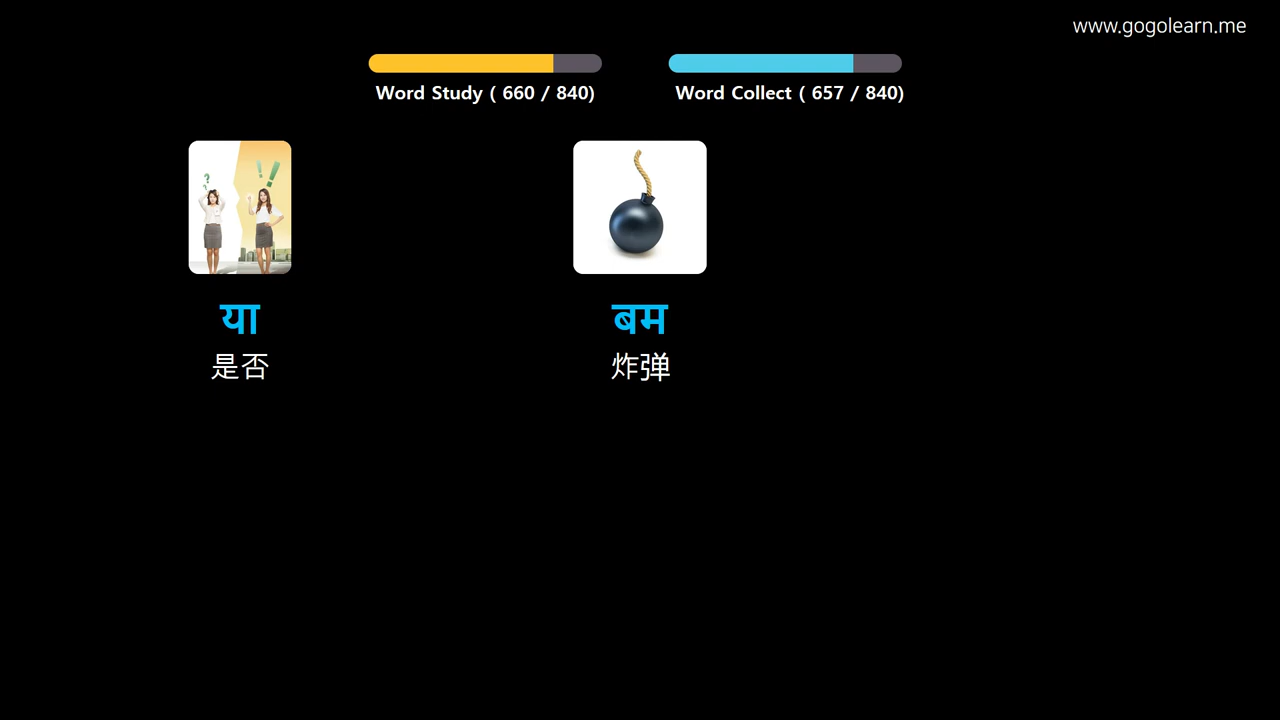 www.gogolearn.me
Word Study ( 660 / 840)
Word Collect ( 657 / 840)
या
बम
是否
炸弹